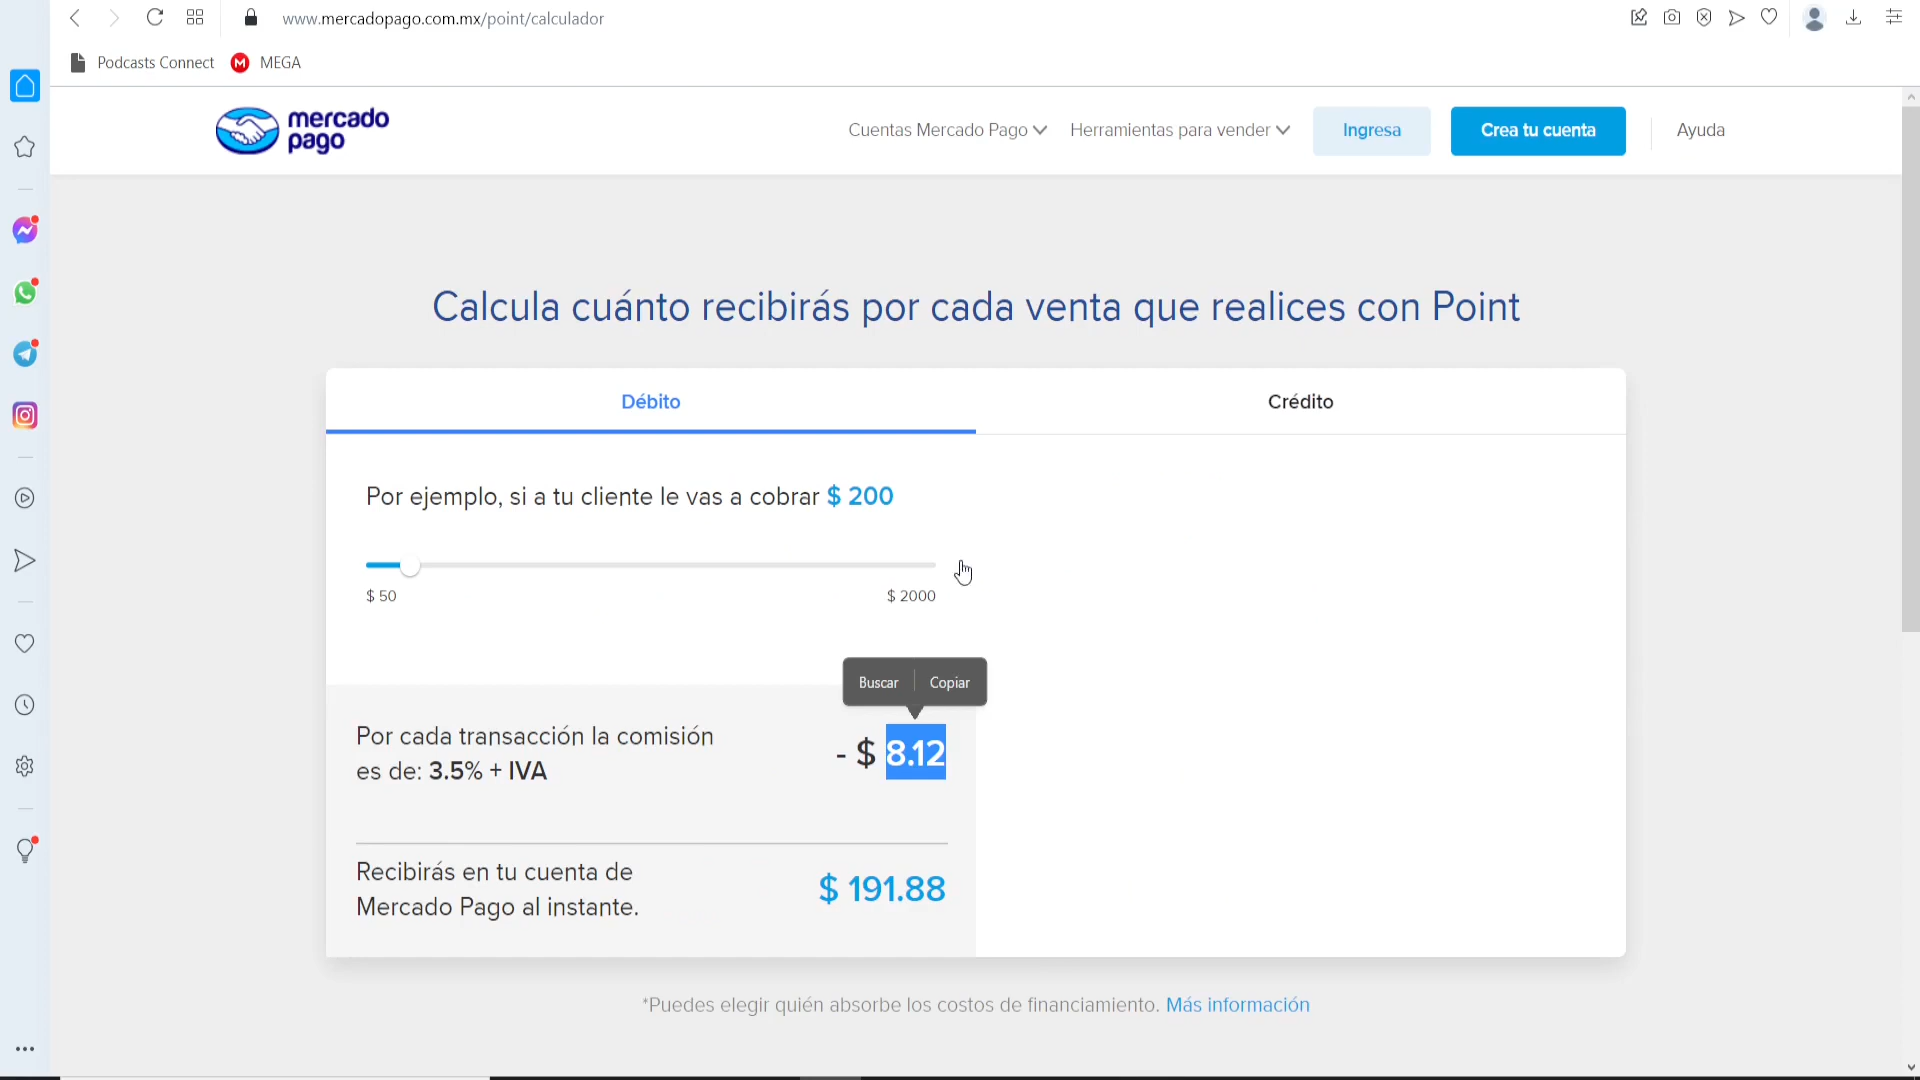 www.mercadopago.com.mx/point/calculador
Podcasts Connect MEGA
mercado pago
Cuentas Mercado Pago Herramientas para vender Ingresa Crea tu cuenta Ayuda
Calcula cuánto recibirás por cada venta que realices con Point
Débito Crédito
Por ejemplo, si a tu cliente le vas a cobrar $ 200
$ 50 $ 2000
Buscar Copiar
Por cada transacción la comisión
es de: 3.5% + IVA
- $ 8.12
Recibirás en tu cuenta de
Mercado Pago al instante.
$ 191.88
*Puedes elegir quién absorbe los costos de financiamiento. Más información